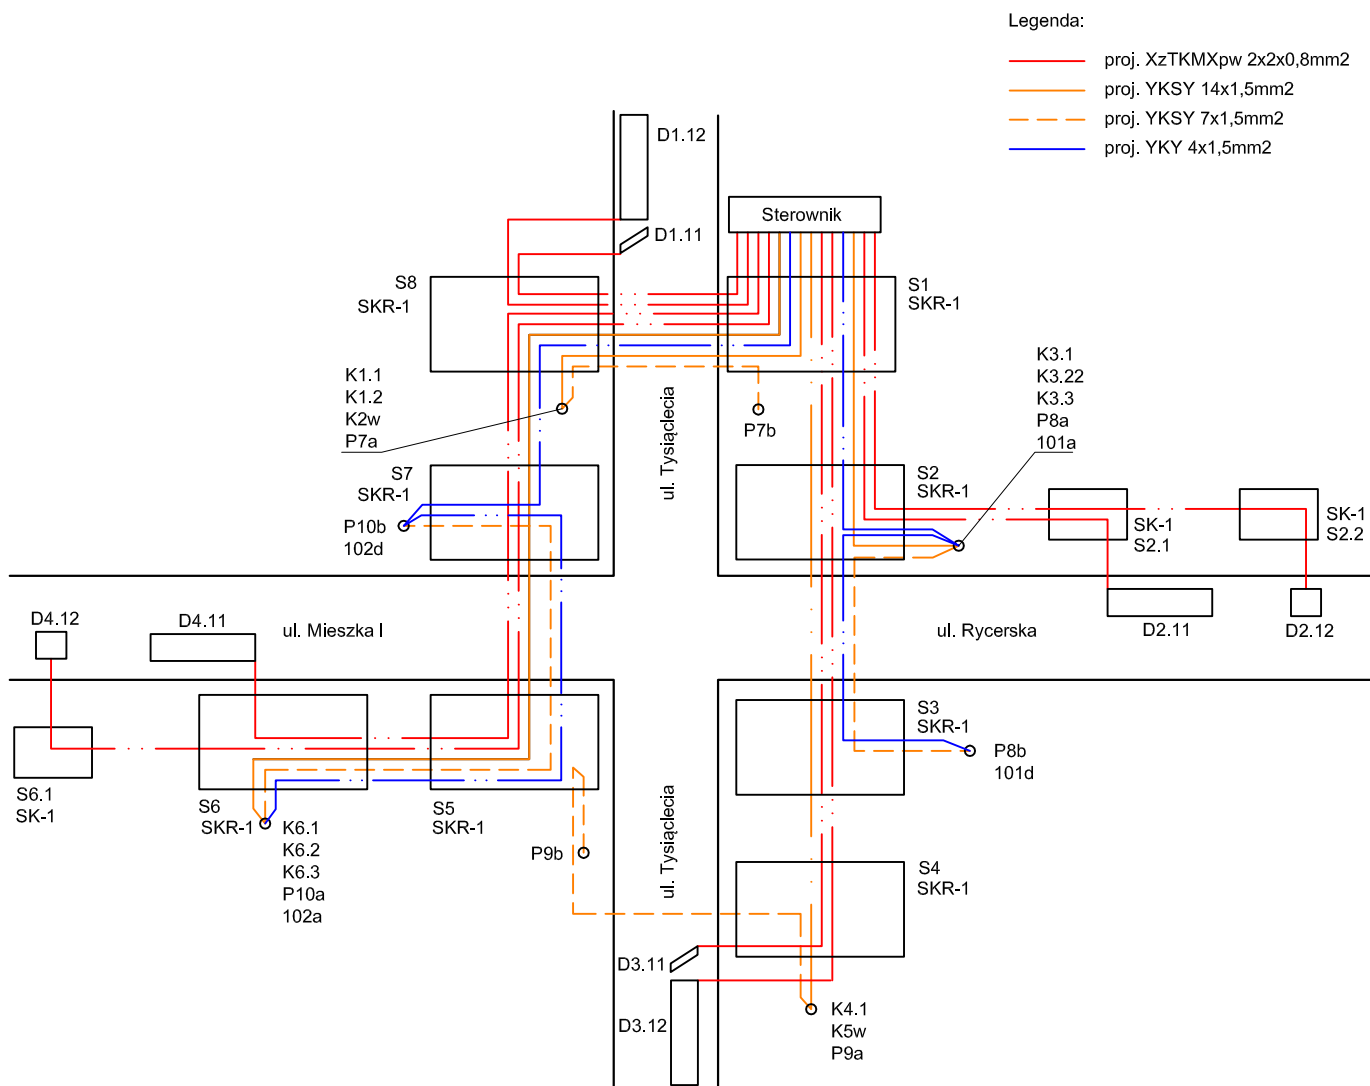 Legenda:
proj. XzTKMXpw 2x2x0,8mm2
proj. YKSY 14x1,5mm2
proj. YKSY 7x1,5mm2
proj. YKY 4x1,5mm2
D1.12
Sterownik
D1.11
S8
SKR-1
S1
SKR-1
K1.1
K1.2
K2w
P7a
K3.1
K3.22
K3.3
P8a
101a
P7b
ul. Tysiąclecia
S7
SKR-1
S2
SKR-1
P10b
102d
SK-1
S2.1
SK-1
S2.2
D4.12
D4.11
ul. Mieszka I
ul. Rycerska
D2.11
D2.12
S3
SKR-1
P8b
101d
S6.1
SK-1
S6
SKR-1
S5
SKR-1
K6.1
K6.2
K6.3
P10a
102a
P9b
ul. Tysiąclecia
S4
SKR-1
D3.11
D3.12
K4.1
K5w
P9a